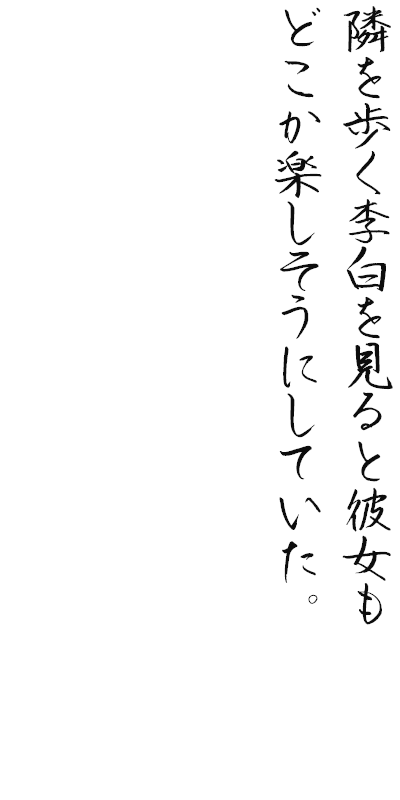 隣を歩く李白を見ると彼女も
どこか楽しそうにしていた。